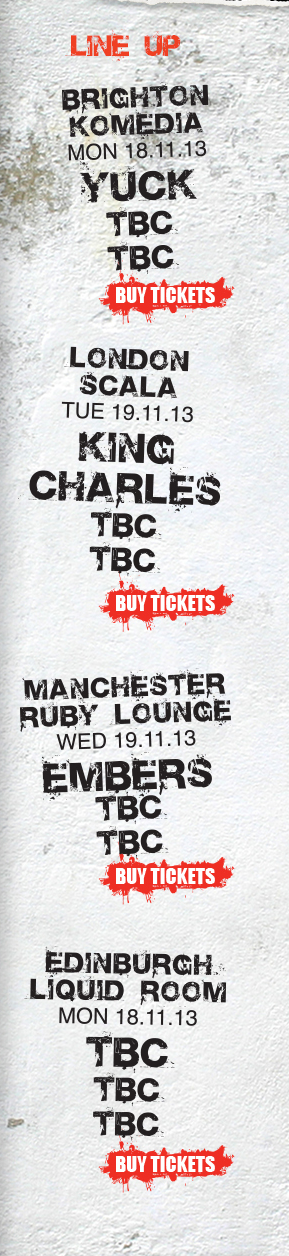 LINE UP
BRIGHTON
KOMEDIA
MON 18.11.13
YUCK
TBC
TBC
BUY TICKETS
LONDON
SCALA
TUE 19.11.13
KING
CHARLES
TBC
TBC
BUY TICKETS
MANCHESTER
RUBY LOUNGE
WED 19.11.13
EMBERS
TBC
TBC
BUY TICKETS
EDINBURGH
LIQUID ROOM
MON 18.11.13
TBC
TBC
TBC
BUY TICKETS